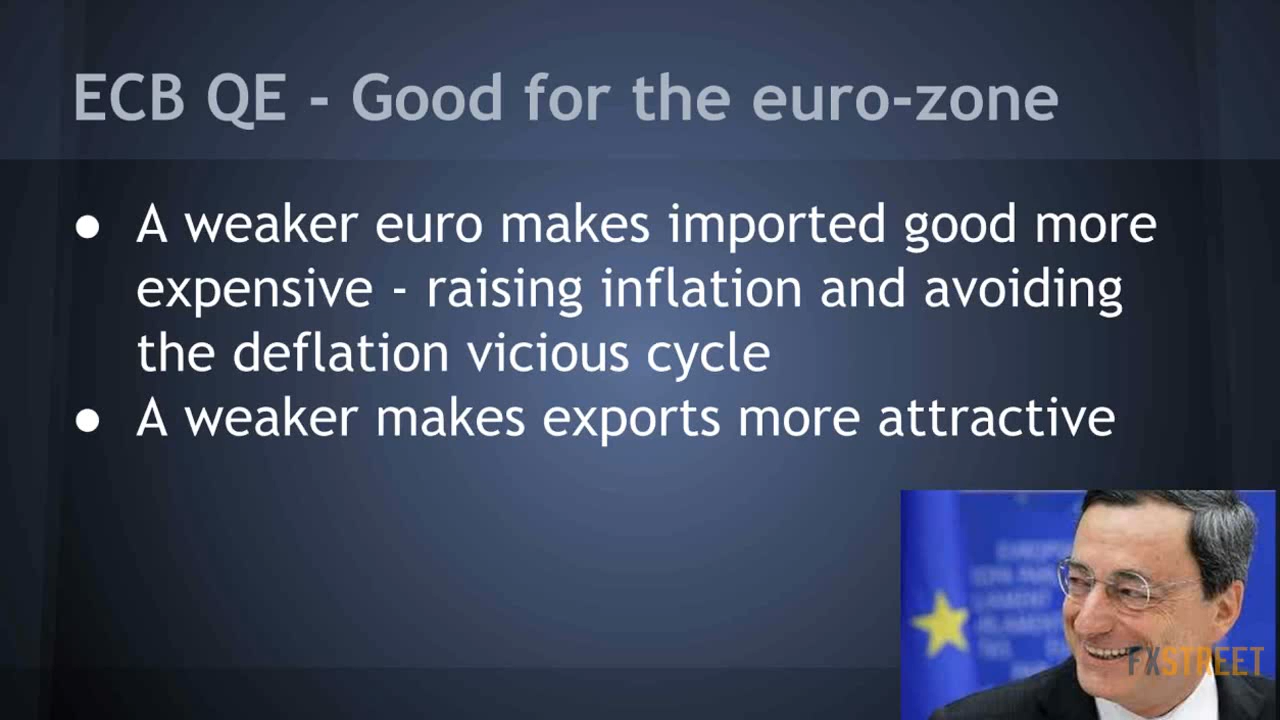 ECB QE - Good for the euro-zone
● A weaker euro makes imported good more
expensive - raising inflation and avoiding
the deflation vicious cycle
● A weaker makes exports more attractive
LAMENT
FXSTREET